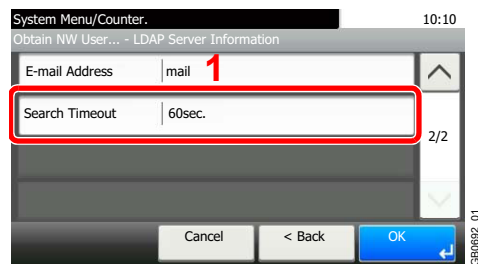 System Menu/Counter. 10:10
Obtain NW User... - LDAP Server Information
E-mail Address mail 1
Search Timeout 60sec.
2/2
Cancel < Back OK
GB0692_01